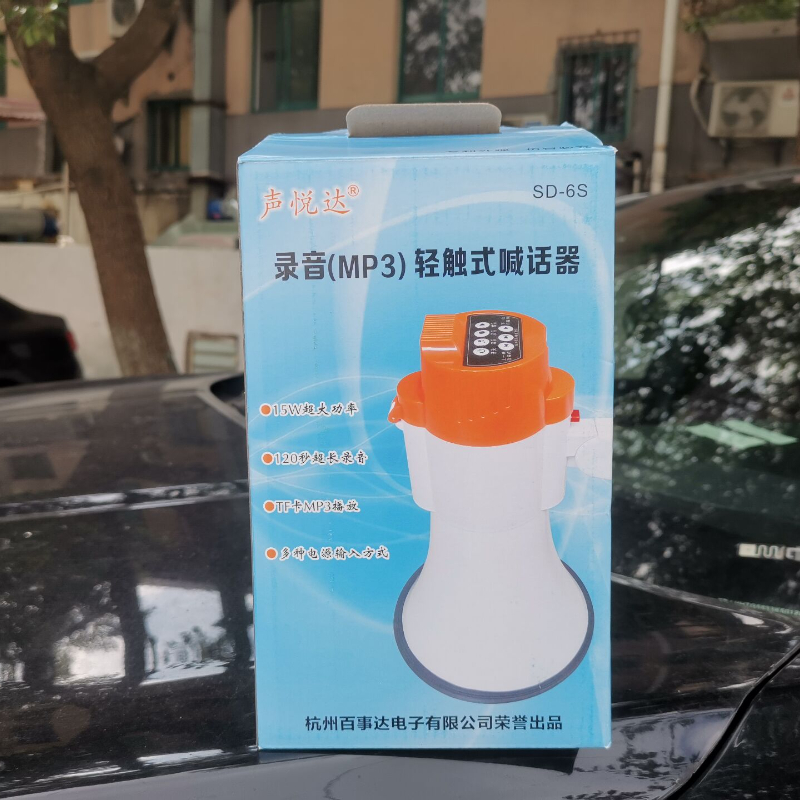 声悦达®
SD-6S
录音(MP3) 轻触式喊话器
15W超大功率
120秒超长录音
TF卡MP3播放
多种电源输入方式
杭州百事达电子有限公司荣誉出品